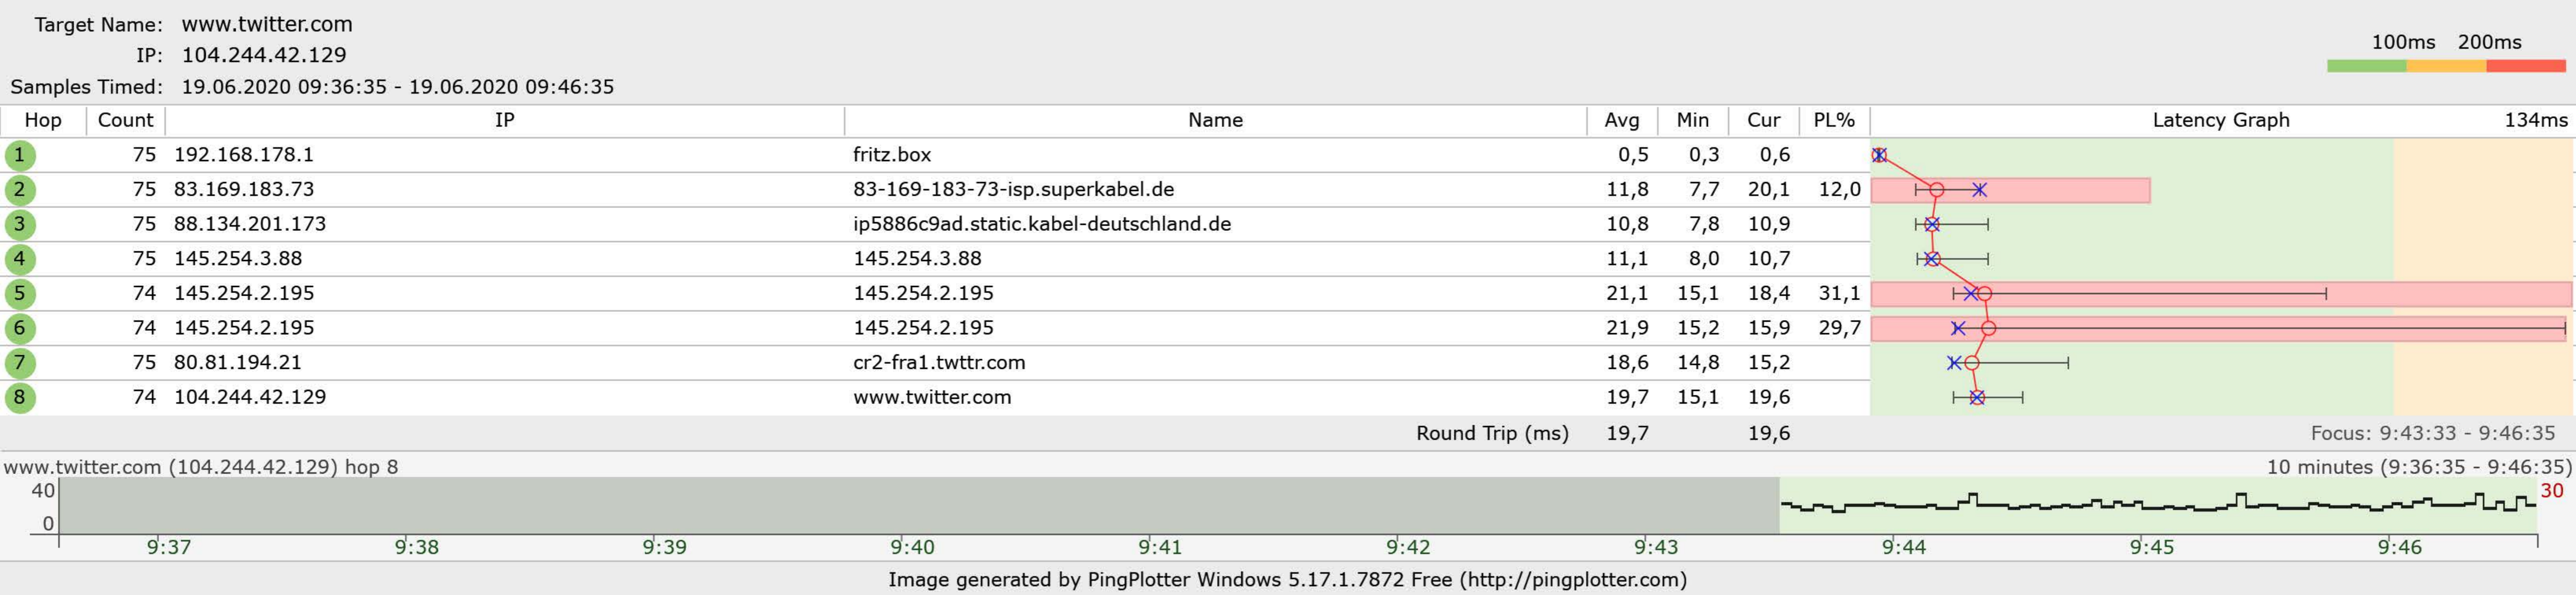 Target Name: www.twitter.com
IP: 104.244.42.129
Samples Timed: 19.06.2020 09:36:35 - 19.06.2020 09:46:35
100ms 200ms
Hop Count IP Name Avg Min Cur PL% Latency Graph 134ms
1 75 192.168.178.1 fritz.box 0,5 0,3 0,6
2 75 83.169.183.73 83-169-183-73-isp.superkabel.de 11,8 7,7 20,1 12,0
3 75 88.134.201.173 ip5886c9ad.static.kabel-deutschland.de 10,8 7,8 10,9
4 75 145.254.3.88 145.254.3.88 11,1 8,0 10,7
5 74 145.254.2.195 145.254.2.195 21,1 15,1 18,4 31,1
6 74 145.254.2.195 145.254.2.195 21,9 15,2 15,9 29,7
7 75 80.81.194.21 cr2-fra1.twttr.com 18,6 14,8 15,2
8 74 104.244.42.129 www.twitter.com 19,7 15,1 19,6
Round Trip (ms) 19,7 19,6 Focus: 9:43:33 - 9:46:35
www.twitter.com (104.244.42.129) hop 8 10 minutes (9:36:35 - 9:46:35)
40 30
0
9:37 9:38 9:39 9:40 9:41 9:42 9:43 9:44 9:45 9:46
Image generated by PingPlotter Windows 5.17.1.7872 Free (http://pingplotter.com)